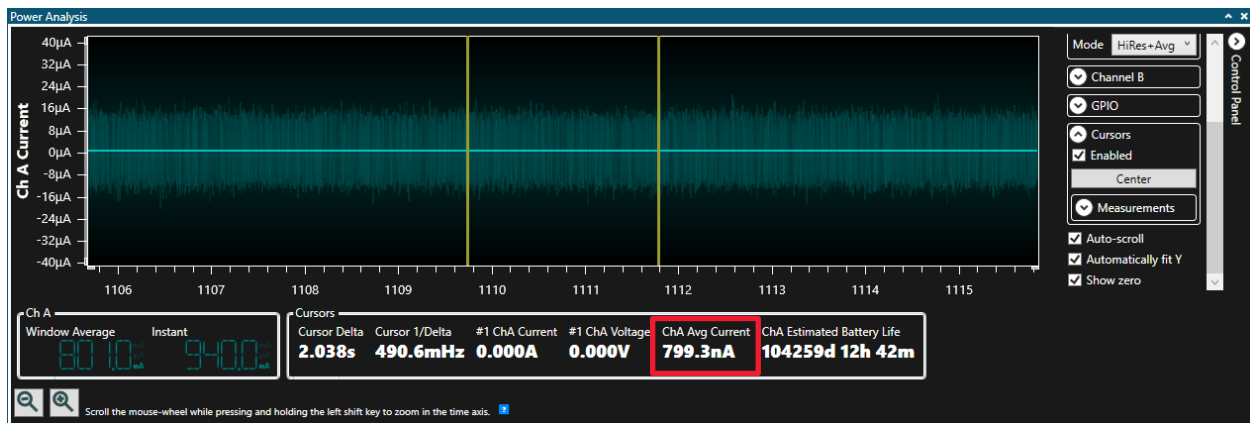 Power Analysis
Ch A Current
40µA
32µA
24µA
16µA
8µA
0µA
-8µA
-16µA
-24µA
-32µA
-40µA
1106 1107 1108 1109 1110 1111 1112 1113 1114 1115
Mode HiRes+Avg
Channel B
GPIO
Cursors
Enabled
Center
Measurements
Auto-scroll
Automatically fit Y
Show zero
Control Panel
Ch A
Window Average Instant
801.0 nA 940.0 nA
Cursors
Cursor Delta Cursor 1/Delta #1 ChA Current #1 ChA Voltage ChA Avg Current ChA Estimated Battery Life
2.038s 490.6mHz 0.000A 0.000V 799.3nA 104259d 12h 42m
Scroll the mouse-wheel while pressing and holding the left shift key to zoom in the time axis. ?